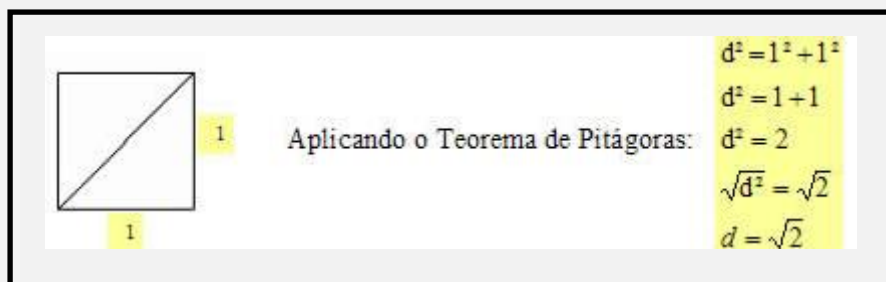 d² = 1² + 1²
d² = 1 + 1
1
Aplicando o Teorema de Pitágoras:
d² = 2
√d² = √2
1
d = √2